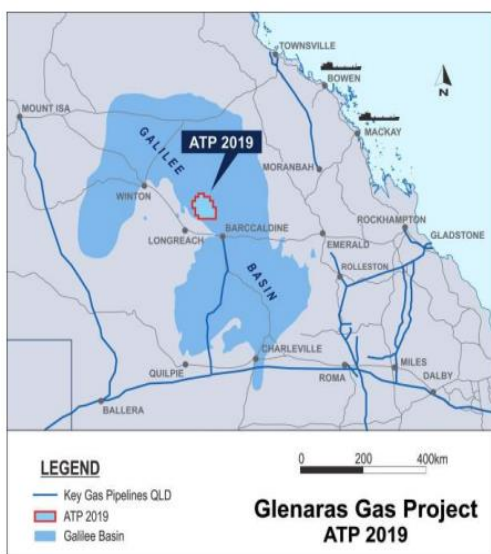 TOWNSVILLE
BOWEN
N
MOUNT ISA
MACKAY
GALILEE
ATP 2019
MORANBAH
WINTON
ROCKHAMPTON
GLADSTONE
LONGREACH
BARCCALDINE
EMERALD
ROLLESTON
BASIN
CHARLEVILLE
QUILPIE
ROMA
MILES
DALBY
BALLERA
LEGEND
Key Gas Pipelines QLD
ATP 2019
Galilee Basin
0 200 400km
Glenaras Gas Project
ATP 2019